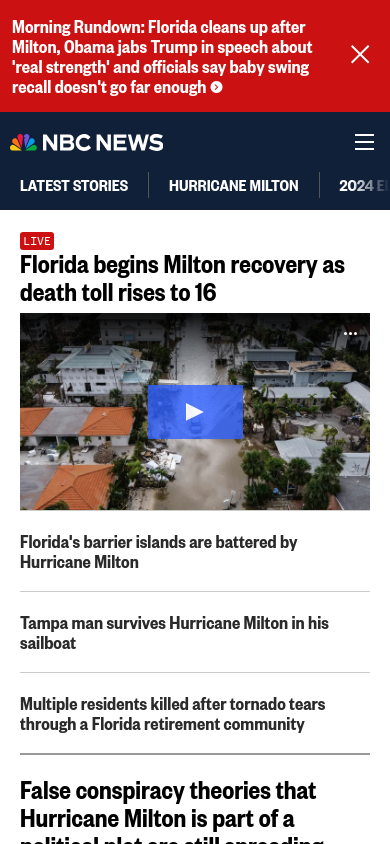 Morning Rundown: Florida cleans up after
Milton, Obama jabs Trump in speech about
'real strength' and officials say baby swing
recall doesn't go far enough
NBC NEWS
LATEST STORIES
HURRICANE MILTON
2024
LIVE
Florida begins Milton recovery as
death toll rises to 16
Florida's barrier islands are battered by
Hurricane Milton
Tampa man survives Hurricane Milton in his
sailboat
Multiple residents killed after tornado tears
through a Florida retirement community
False conspiracy theories that
Hurricane Milton is part of a
political plot are still spreading